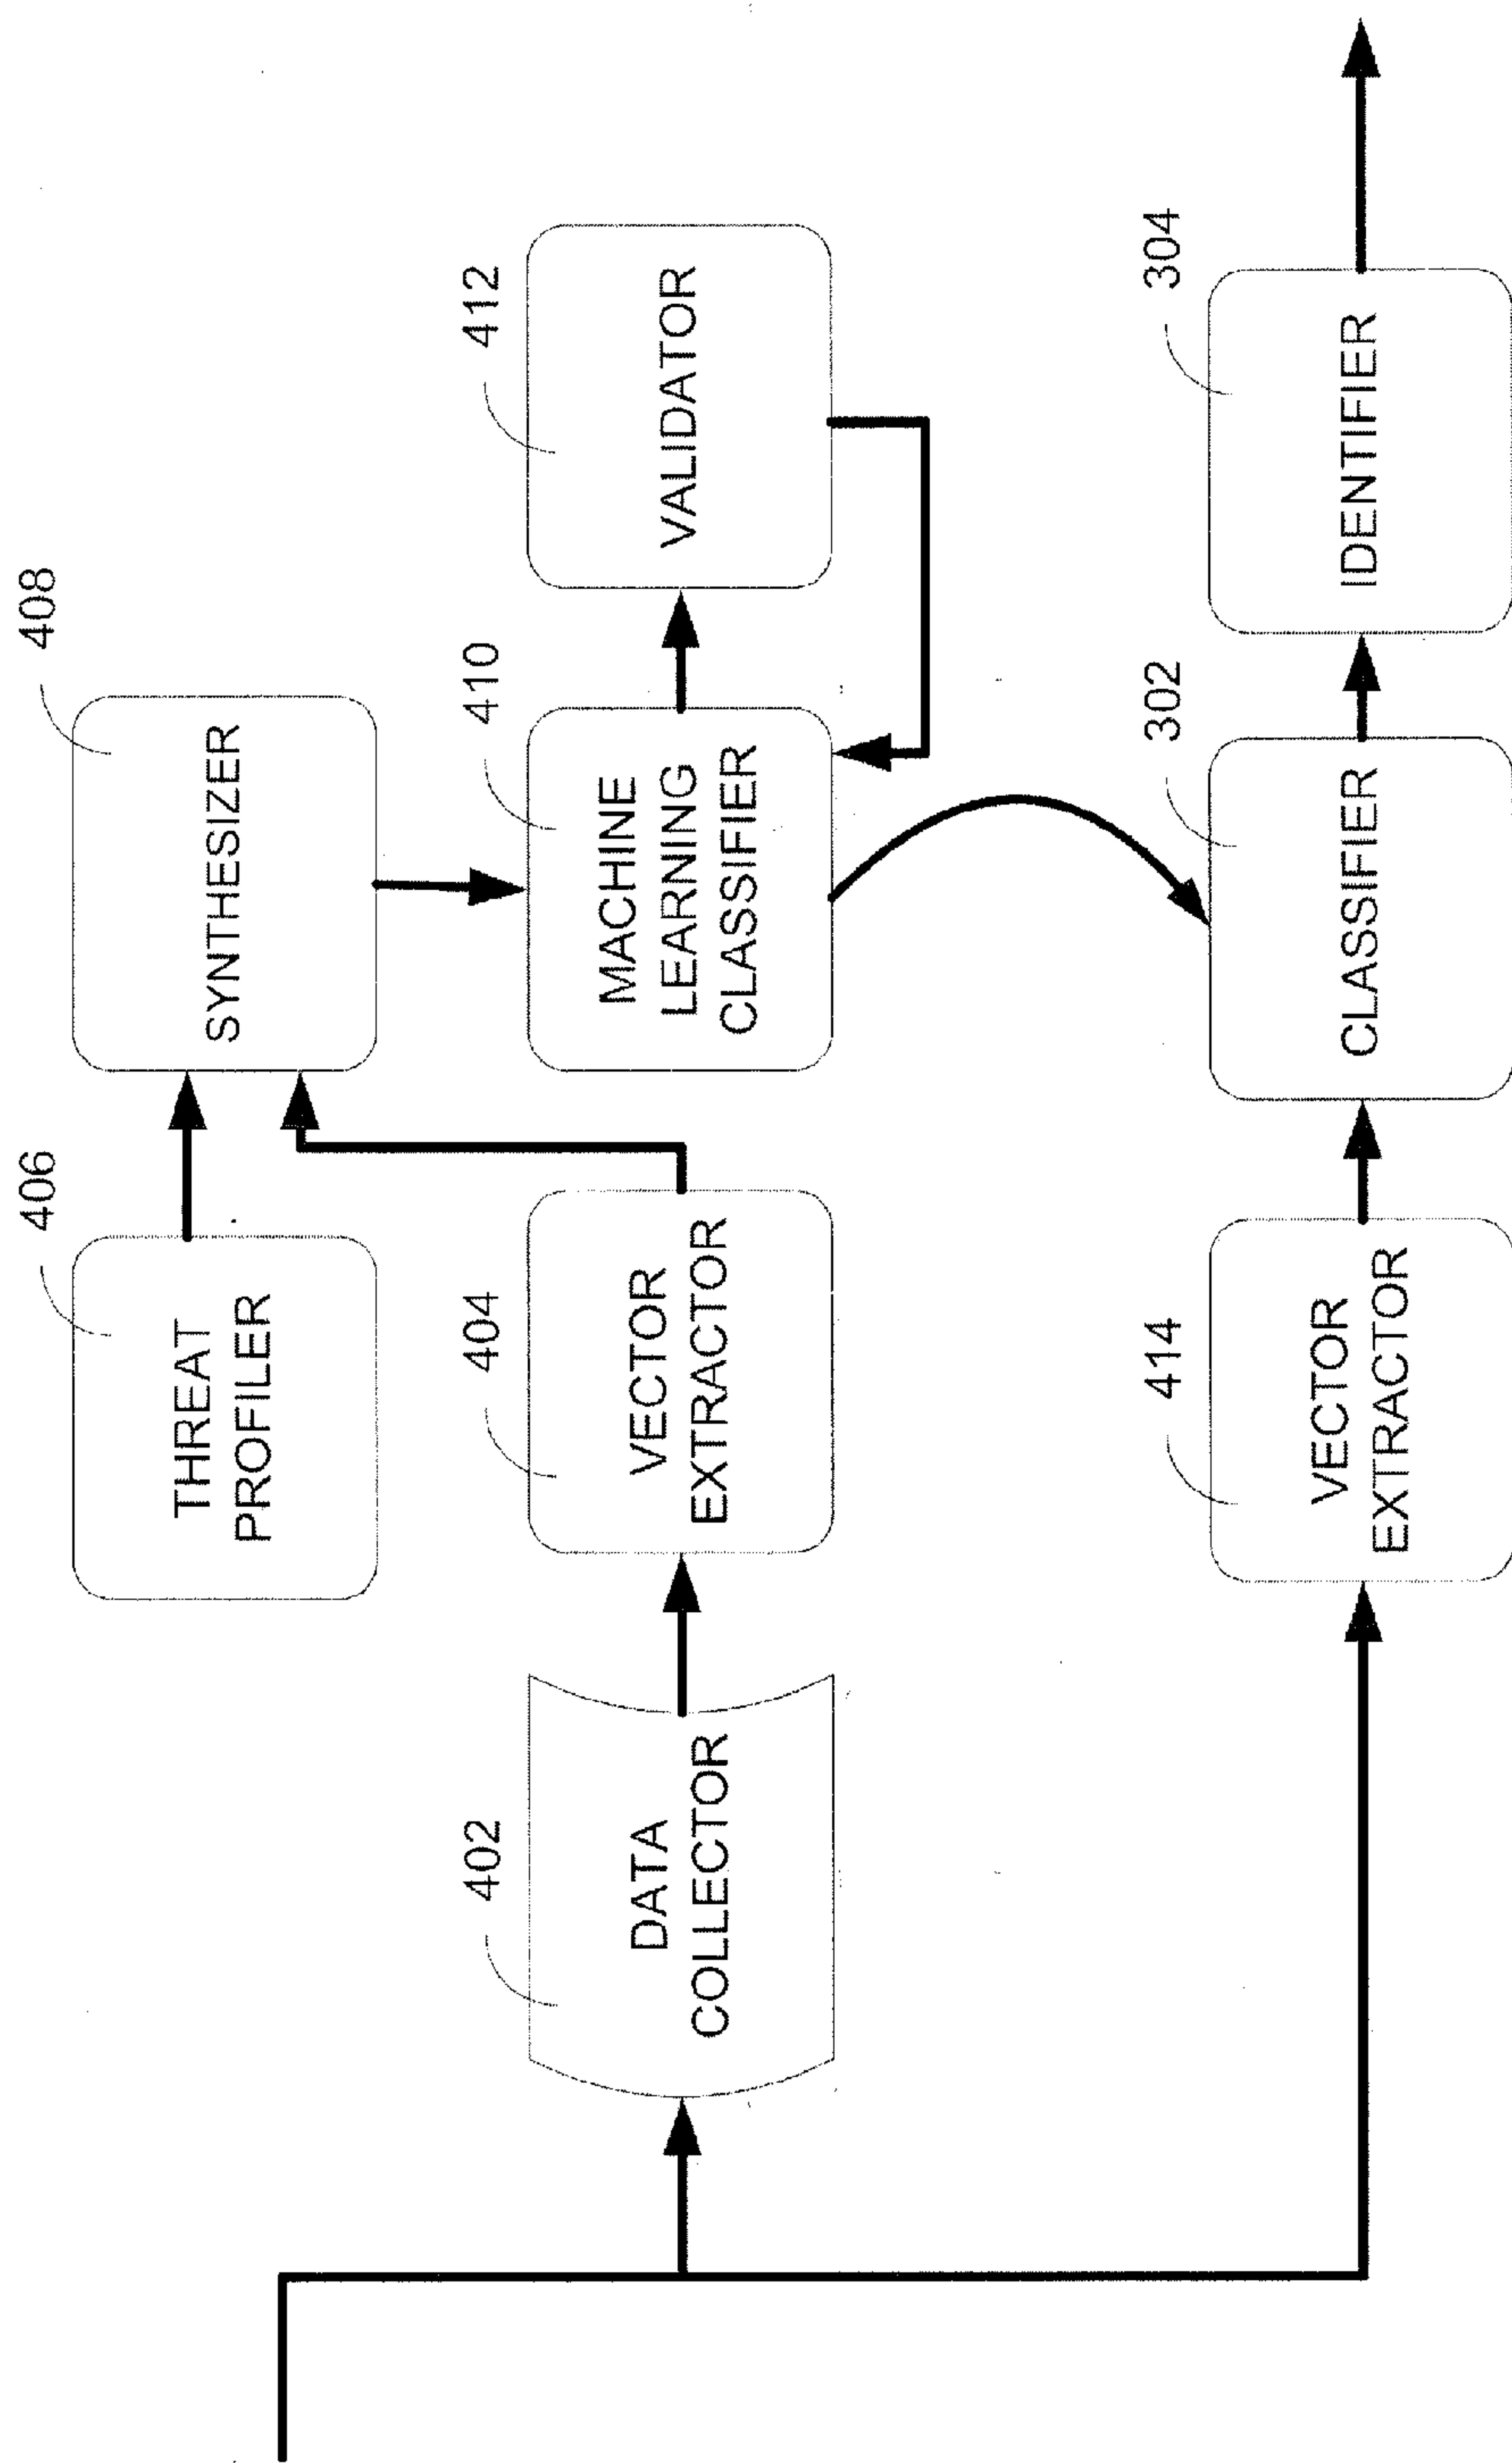 406
THREAT
PROFILER
408
SYNTHESIZER
402
DATA
COLLECTOR
404
VECTOR
EXTRACTOR
410
MACHINE
LEARNING
CLASSIFIER
412
VALIDATOR
414
VECTOR
EXTRACTOR
302
CLASSIFIER
304
IDENTIFIER